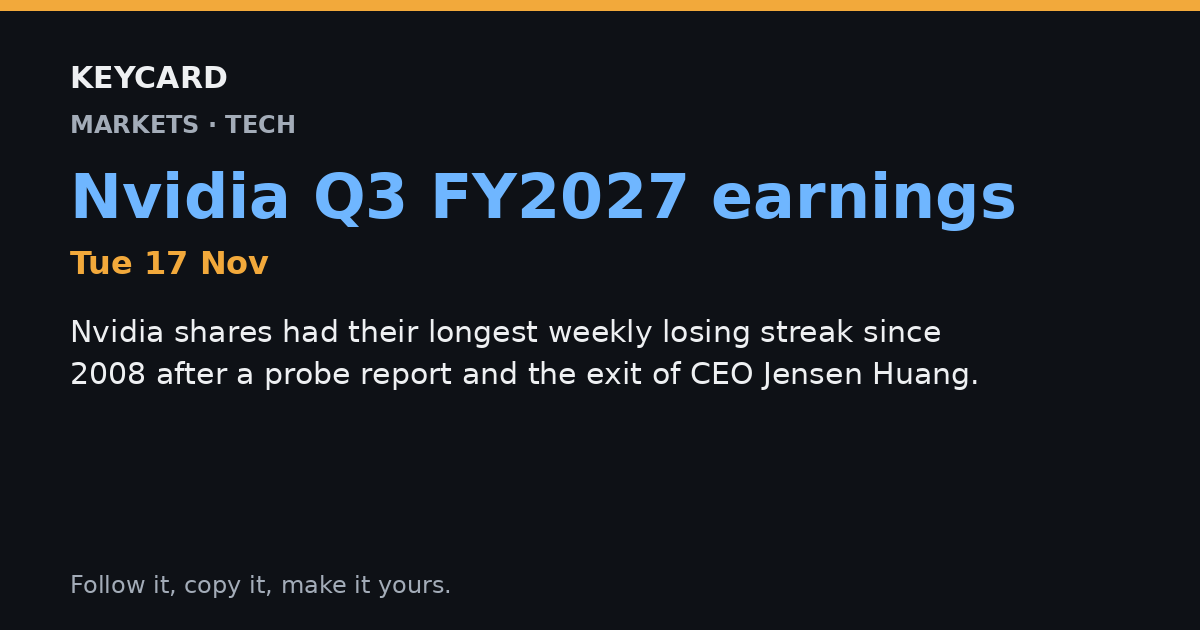 KEYCARD
MARKETS · TECH
Nvidia Q3 FY2027 earnings
Tue 17 Nov
Nvidia shares had their longest weekly losing streak since
2008 after a probe report and the exit of CEO Jensen Huang.
Follow it, copy it, make it yours.